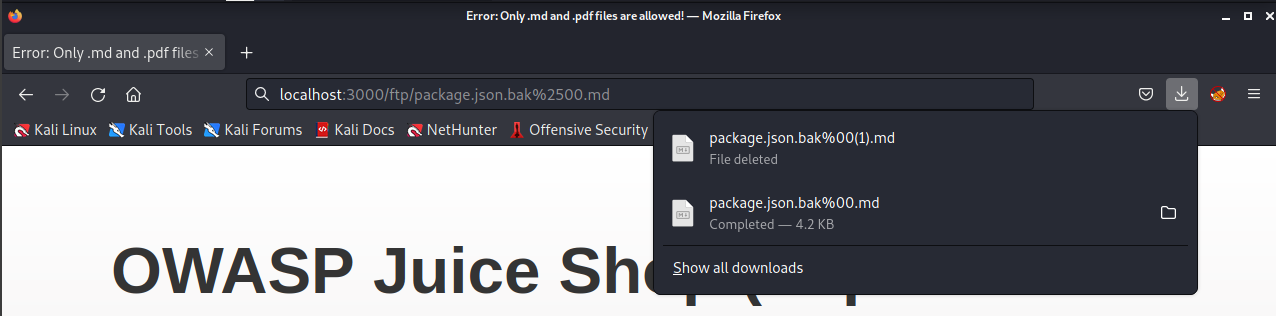 Error: Only .md and .pdf files are allowed! — Mozilla Firefox
Error: Only .md and .pdf files
localhost:3000/ftp/package.json.bak%2500.md
Kali Linux Kali Tools Kali Forums Kali Docs NetHunter Offensive Security
package.json.bak%00(1).md
File deleted
package.json.bak%00.md
Completed — 4.2 KB
Show all downloads
OWASP Juice Sho